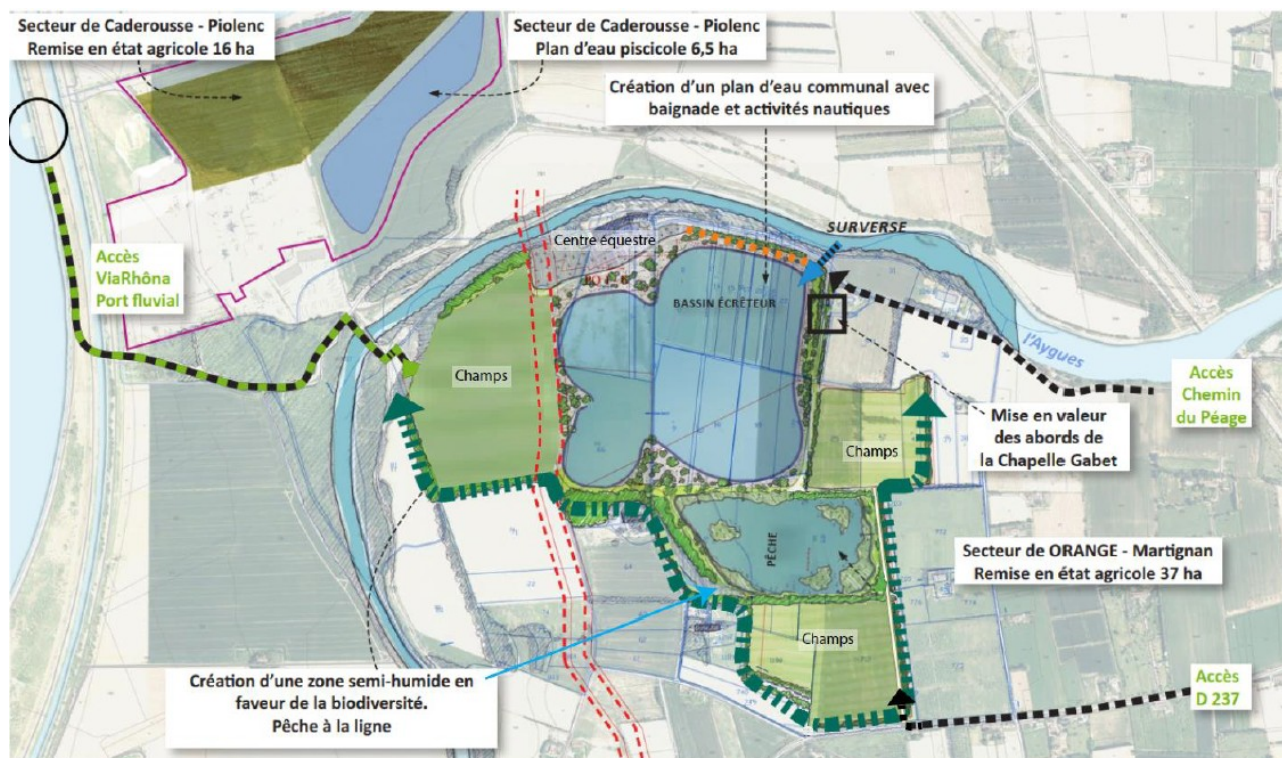 Secteur de Caderousse - Piolenc
Remise en état agricole 16 ha
Secteur de Caderousse - Piolenc
Plan d'eau piscicole 6,5 ha
Création d'un plan d'eau communal avec
baignade et activités nautiques
SURVERSE
Centre équestre
Accès
ViaRhôna
Port fluvial
BASSIN ÉCRÊTEUR
l'Aygues
Champs
Accès
Chemin
du Péage
Mise en valeur
des abords de
la Chapelle Gabet
Champs
PÊCHE
Secteur de ORANGE - Martignan
Remise en état agricole 37 ha
Champs
Création d'une zone semi-humide en
faveur de la biodiversité.
Pêche à la ligne
Accès
D 237